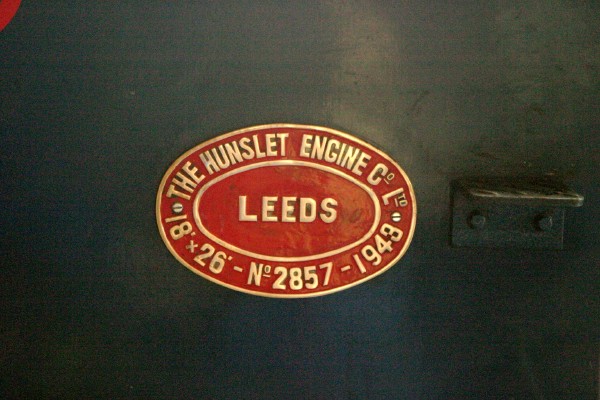 THE HUNSLET ENGINE Co LTD
LEEDS
18" × 26" - No 2857 - 1943